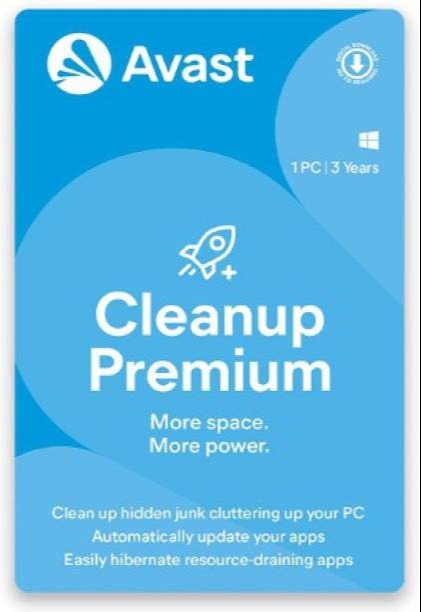 Avast
1 PC | 3 Years
Cleanup
Premium
More space.
More power.
Clean up hidden junk cluttering up your PC
Automatically update your apps
Easily hibernate resource-draining apps